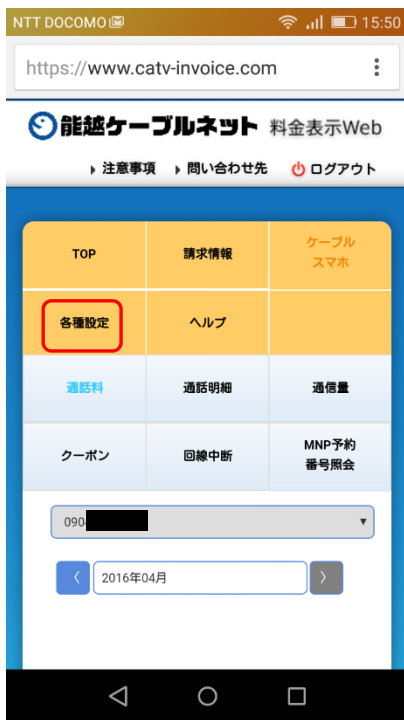 NTT DOCOMO 15:50
https://www.catv-invoice.com
能越ケーブルネット 料金表示Web
注意事項 問い合わせ先 ログアウト
TOP 請求情報 ケーブル
スマホ
各種設定 ヘルプ
通話料 通話明細 通信量
クーポン 回線中断 MNP予約
番号照会
090
2016年04月